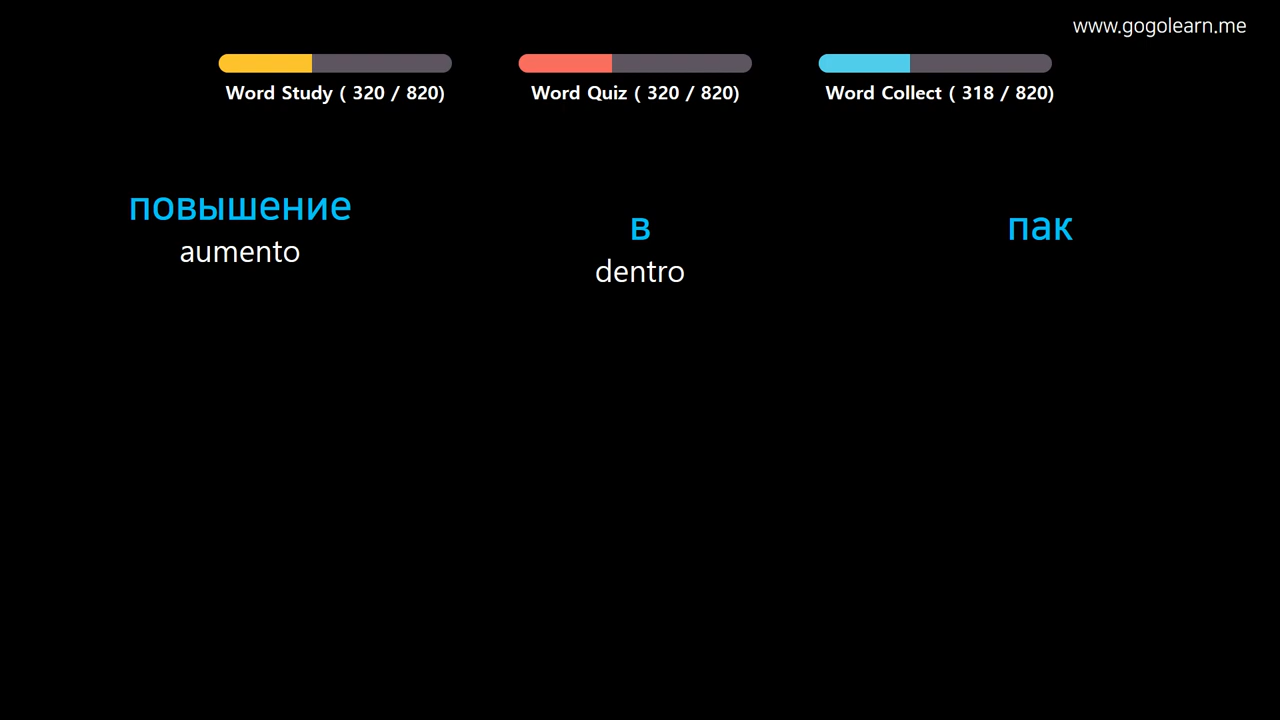 www.gogolearn.me
Word Study ( 320 / 820)
Word Quiz ( 320 / 820)
Word Collect ( 318 / 820)
повышение
aumento
в
dentro
пак